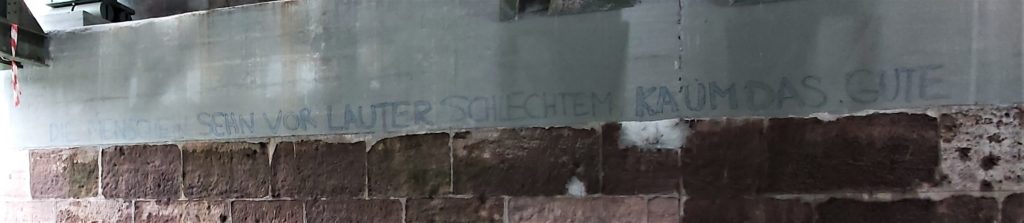 DIE MENSCHEN SEHN VOR LAUTER SCHLECHTEM KAUM DAS GUTE